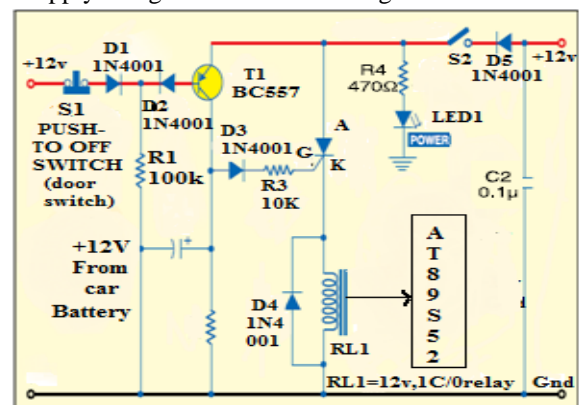 +12v
D1
1N4001
S1
PUSH-
TO OFF
SWITCH
(door
switch)
D2
1N4001
T1
BC557
R1
100k
D3
1N4001
G
R3
10K
A
K
R4
470Ω
LED1
POWER
S2
D5
1N4001
+12v
C2
0.1µ
+12V
From
car
Battery
+
D4
1N4
001
RL1
A
T
8
9
S
5
2
RL1=12v,1C/0relay
Gnd